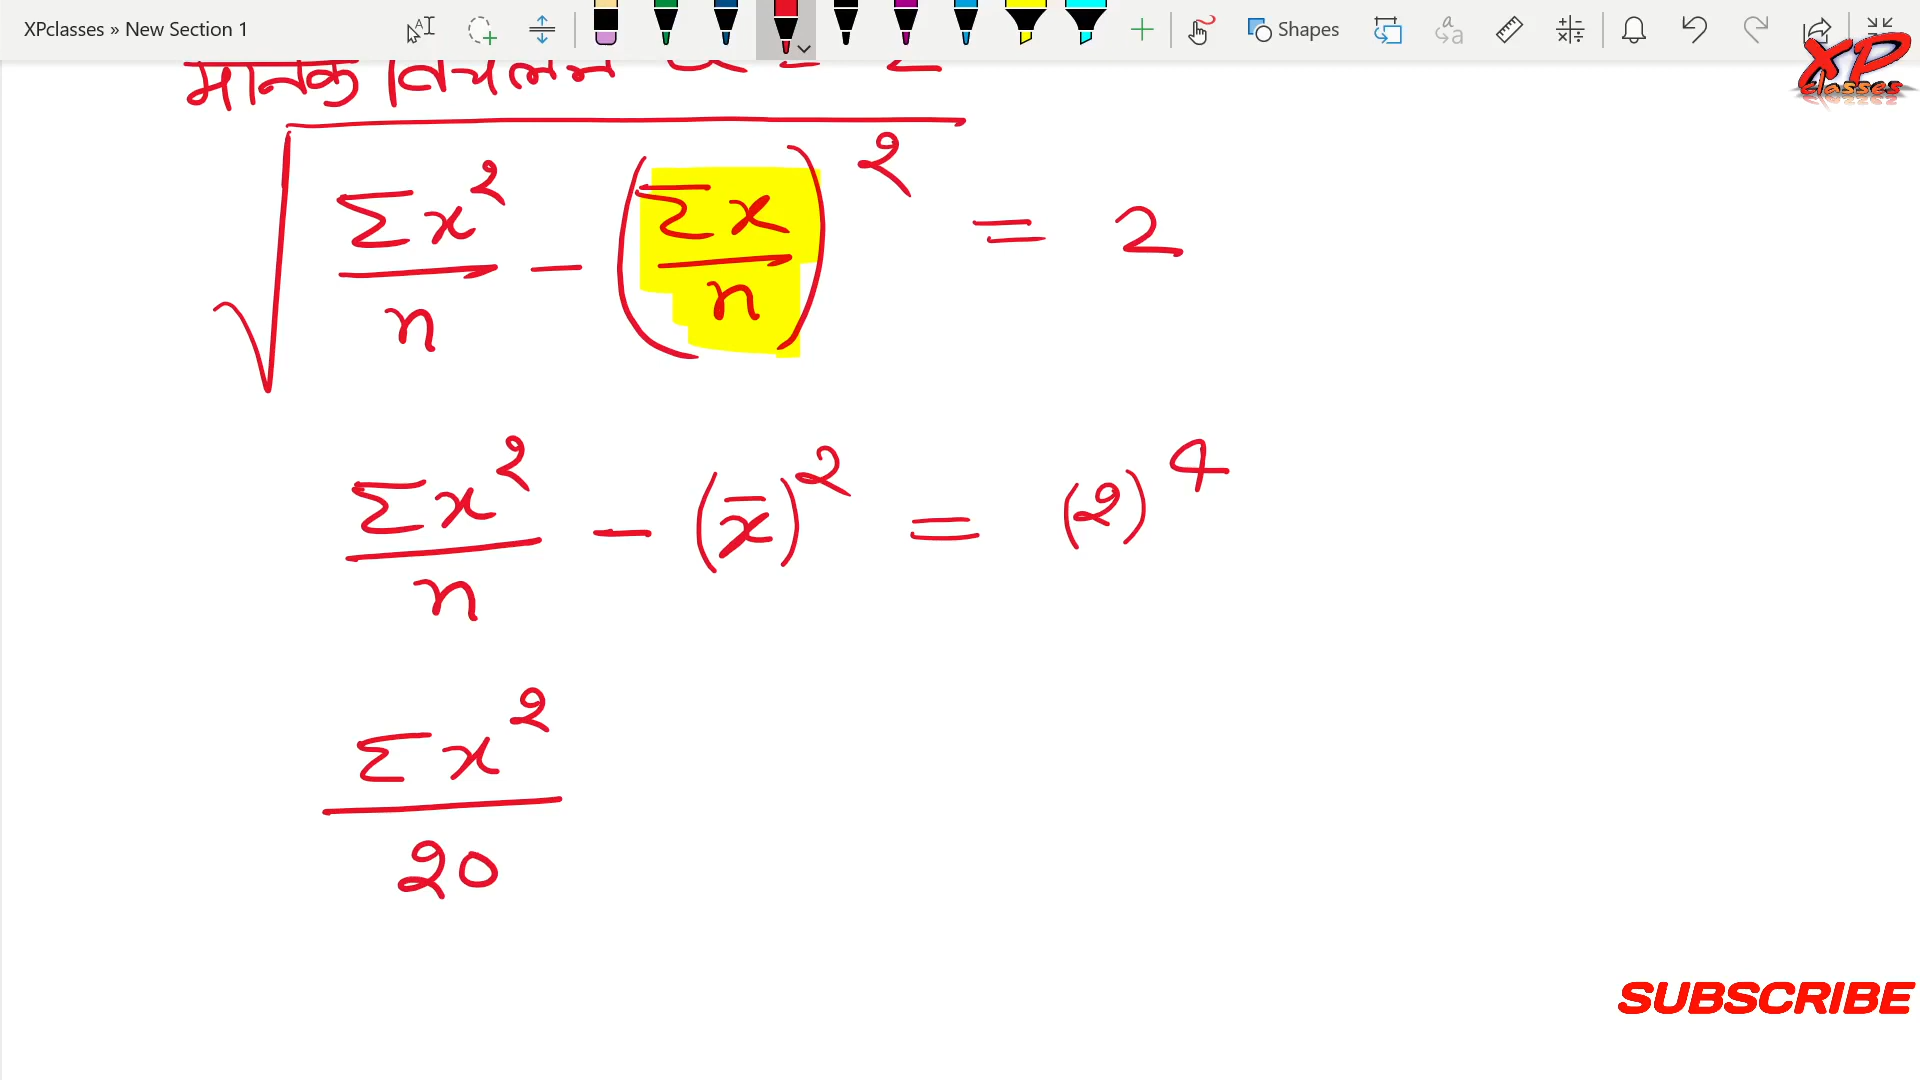 XPclasses » New Section 1
Shapes
XP
classes
मानक विचलन = 2
√(Σx²/n − (Σx/n)²) = 2
Σx²/n − (x̄)² = (2)⁴
Σx²/20
SUBSCRIBE